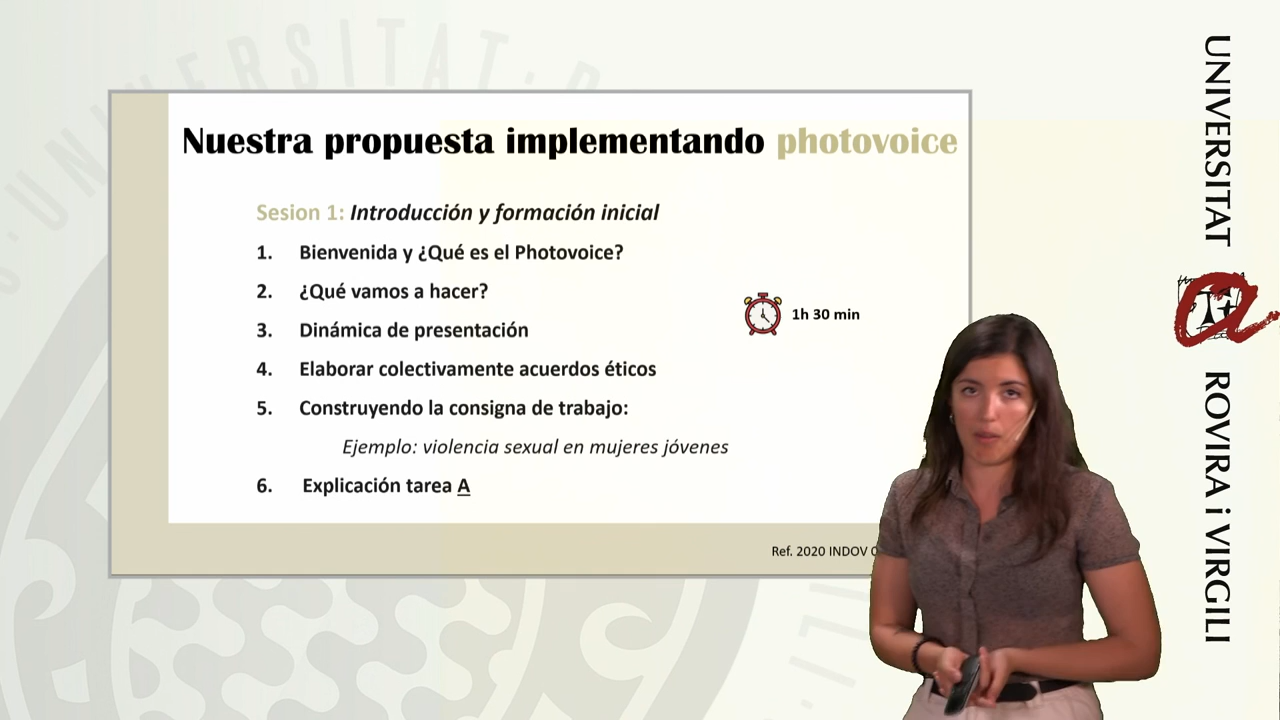 Nuestra propuesta implementando photovoice
Sesion 1: Introducción y formación inicial
1. Bienvenida y ¿Qué es el Photovoice?
2. ¿Qué vamos a hacer?
3. Dinámica de presentación
4. Elaborar colectivamente acuerdos éticos
5. Construyendo la consigna de trabajo:
Ejemplo: violencia sexual en mujeres jóvenes
6. Explicación tarea A
1h 30 min
Ref. 2020 INDOV
UNIVERSITAT
ROVIRA i VIRGILI